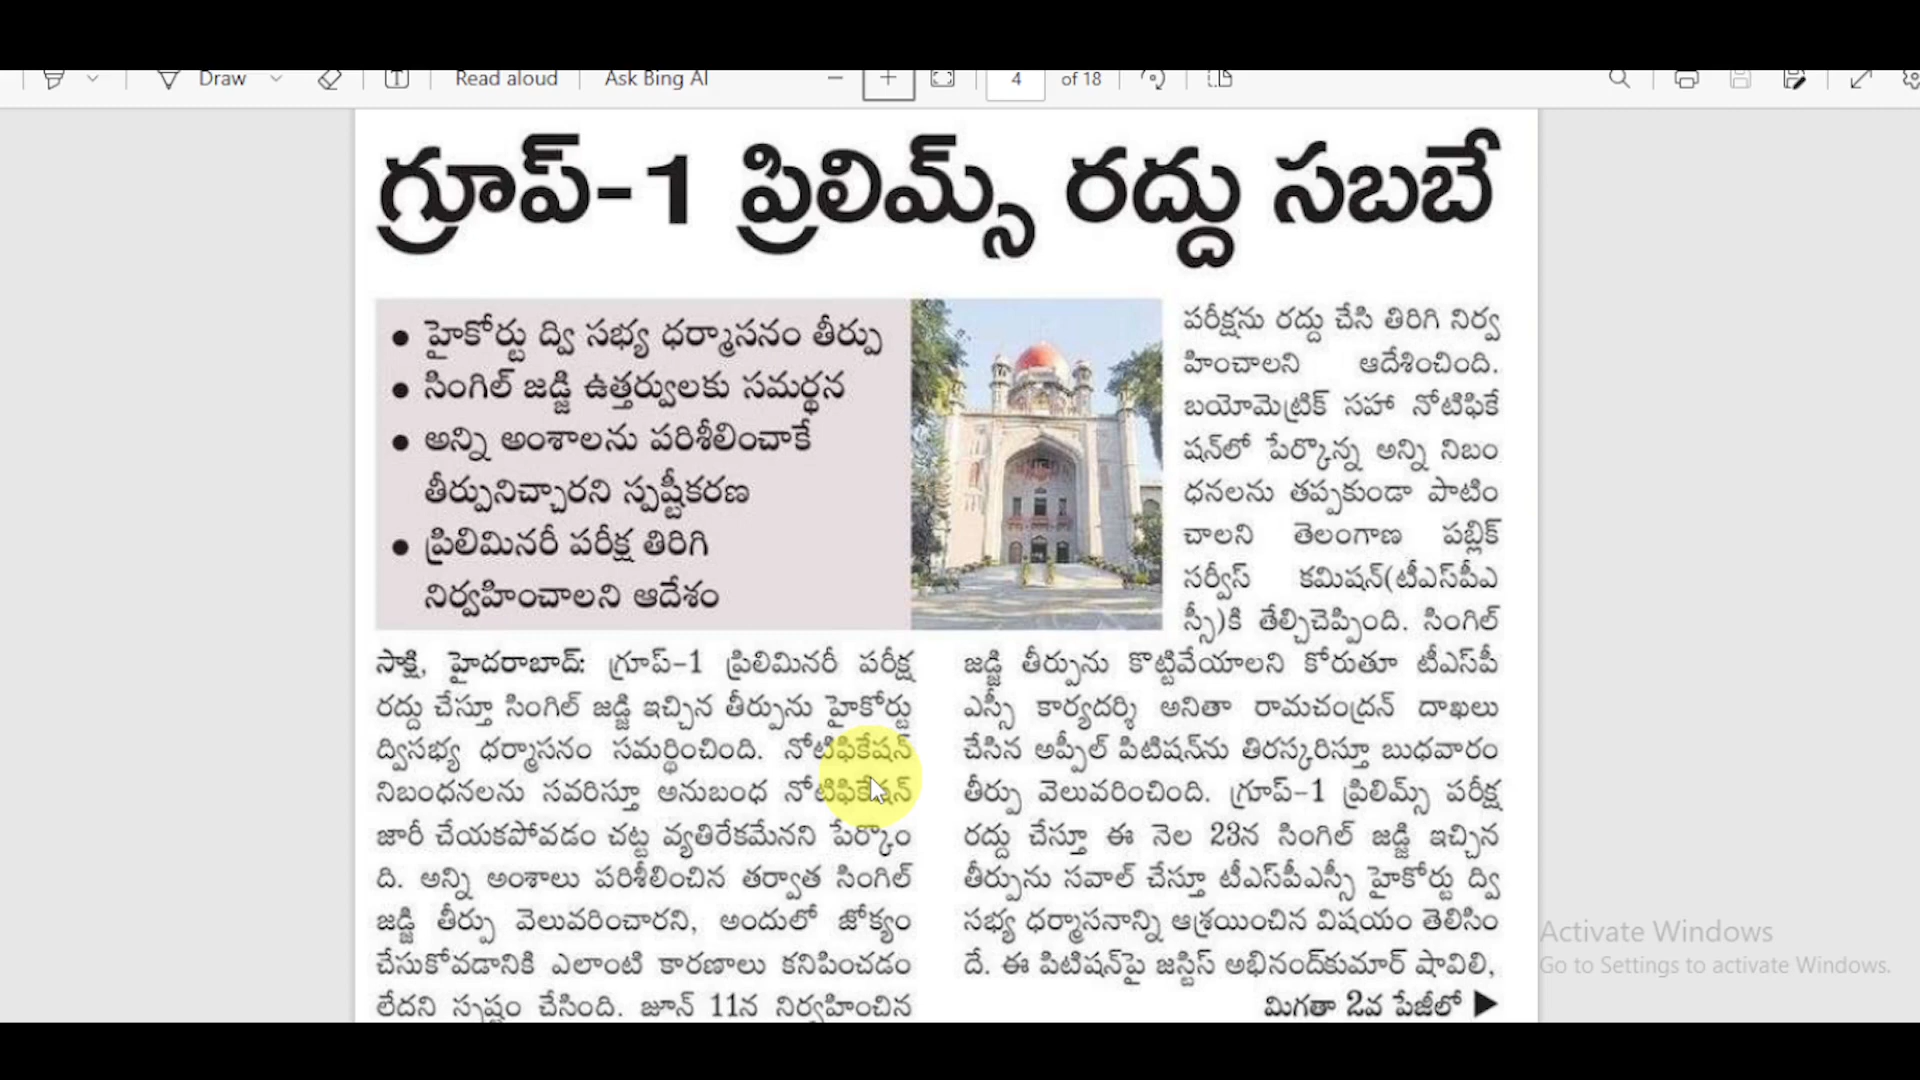 Draw
Read aloud
Ask Bing AI
4 of 18
గ్రూప్-1 ప్రిలిమ్స్ రద్దు సబబే
• హైకోర్టు ద్వి సభ్య ధర్మాసనం తీర్పు
• సింగిల్ జడ్జి ఉత్తర్వులకు సమర్థన
• అన్ని అంశాలను పరిశీలించాకే
తీర్పునిచ్చారని స్పష్టీకరణ
• ప్రిలిమినరీ పరీక్ష తిరిగి
నిర్వహించాలని ఆదేశం
సాక్షి, హైదరాబాద్: గ్రూప్-1 ప్రిలిమినరీ పరీక్ష
రద్దు చేస్తూ సింగిల్ జడ్జి ఇచ్చిన తీర్పును హైకోర్టు
ద్విసభ్య ధర్మాసనం సమర్థించింది. నోటిఫికేషన్
నిబంధనలను సవరిస్తూ అనుబంధ నోటిఫికేషన్
జారీ చేయకపోవడం చట్ట వ్యతిరేకమేనని పేర్కొం
ది. అన్ని అంశాలు పరిశీలించిన తర్వాత సింగిల్
జడ్జి తీర్పు వెలువరించారని, అందులో జోక్యం
చేసుకోవడానికి ఎలాంటి కారణాలు కనిపించడం
లేదని స్పష్టం చేసింది. జూన్ 11న నిర్వహించిన
పరీక్షను రద్దు చేసి తిరిగి నిర్వ
హించాలని ఆదేశించింది.
బయోమెట్రిక్ సహా నోటిఫికే
షన్‌లో పేర్కొన్న అన్ని నిబం
ధనలను తప్పకుండా పాటిం
చాలని తెలంగాణ పబ్లిక్
సర్వీస్ కమిషన్(టీఎస్‌పీఎ
స్సీ)కి తేల్చిచెప్పింది. సింగిల్
జడ్జి తీర్పును కొట్టివేయాలని కోరుతూ టీఎస్‌పీ
ఎస్సీ కార్యదర్శి అనితా రామచంద్రన్ దాఖలు
చేసిన అప్పీల్ పిటిషన్‌ను తిరస్కరిస్తూ బుధవారం
తీర్పు వెలువరించింది. గ్రూప్-1 ప్రిలిమ్స్ పరీక్ష
రద్దు చేస్తూ ఈ నెల 23న సింగిల్ జడ్జి ఇచ్చిన
తీర్పును సవాల్ చేస్తూ టీఎస్‌పీఎస్సీ హైకోర్టు ద్వి
సభ్య ధర్మాసనాన్ని ఆశ్రయించిన విషయం తెలిసిం
దే. ఈ పిటిషన్‌పై జస్టిస్ అభినంద్‌కుమార్ షావిలి,
మిగతా 2వ పేజీలో ▶
Activate Windows
Go to Settings to activate Windows.